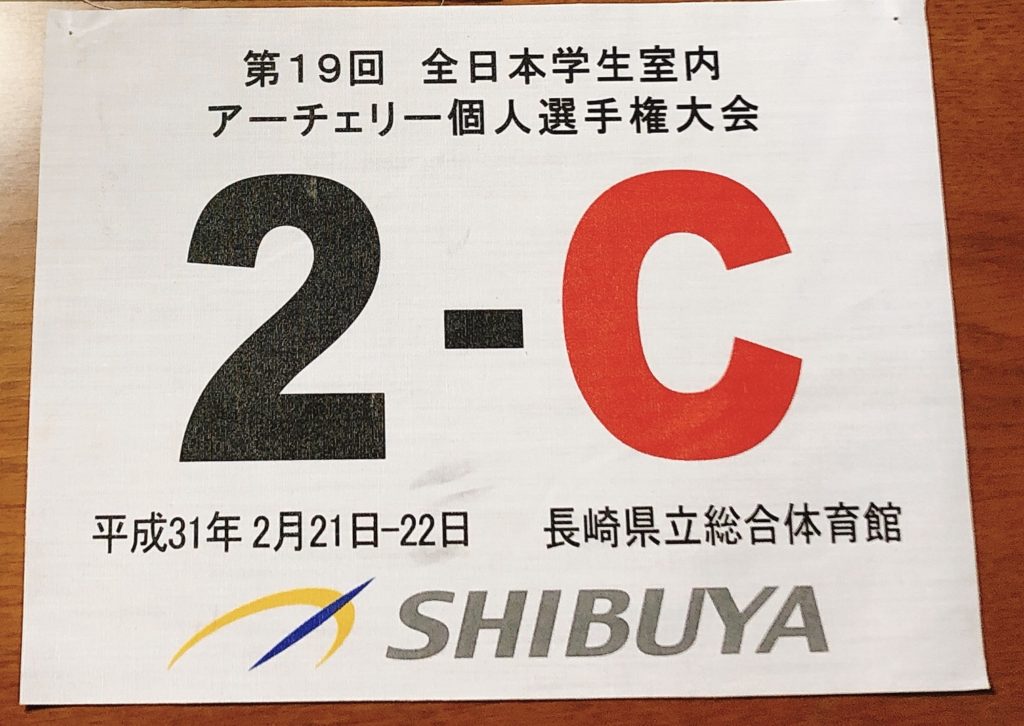 第19回 全日本学生室内
アーチェリー個人選手権大会
2-C
平成31年2月21日-22日 長崎県立総合体育館
SHIBUYA